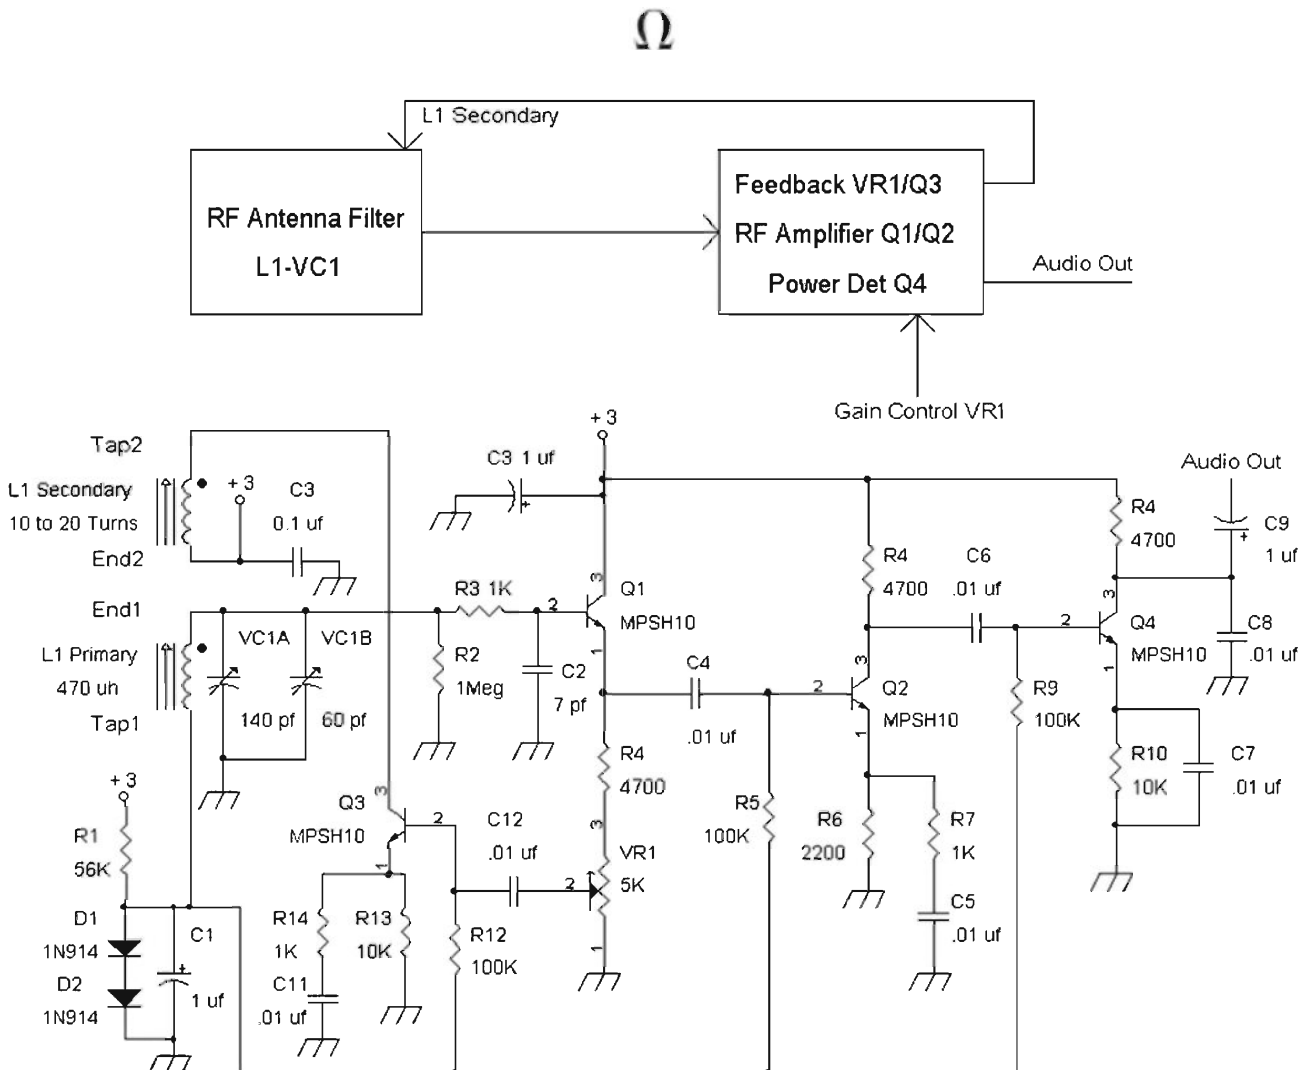 Ω
L1 Secondary
RF Antenna Filter
L1-VC1
Feedback VR1/Q3
RF Amplifier Q1/Q2
Power Det Q4
Audio Out
Gain Control VR1
Tap2
L1 Secondary
10 to 20 Turns
End2
+ 3
C3
0.1 uf
C3 1 uf
+
+ 3
End1
L1 Primary
470 uh
Tap1
VC1A
140 pf
VC1B
60 pf
R3 1K
R2
1Meg
C2
7 pf
2
3
1
Q1
MPSH10
C4
.01 uf
R4
4700
3
VR1
5K
2
1
C12
.01 uf
Q3
MPSH10
3
2
1
R14
1K
C11
.01 uf
R13
10K
R12
100K
+ 3
R1
56K
D1
1N914
D2
1N914
C1
+
1 uf
R5
100K
R4
4700
2
3
1
Q2
MPSH10
R6
2200
R7
1K
C5
.01 uf
C6
.01 uf
R9
100K
R4
4700
2
3
1
Q4
MPSH10
R10
10K
C7
.01 uf
C8
.01 uf
Audio Out
C9
+
1 uf